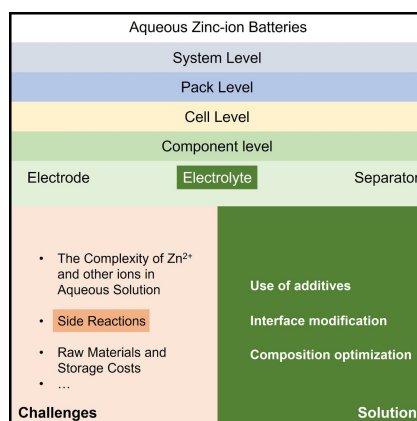 Aqueous Zinc-ion Batteries
System Level
Pack Level
Cell Level
Component level
Electrode Electrolyte Separator
• The Complexity of Zn²⁺
and other ions in
Aqueous Solution
• Side Reactions
• Raw Materials and
Storage Costs
• ...
Challenges
Use of additives
Interface modification
Composition optimization
Solution